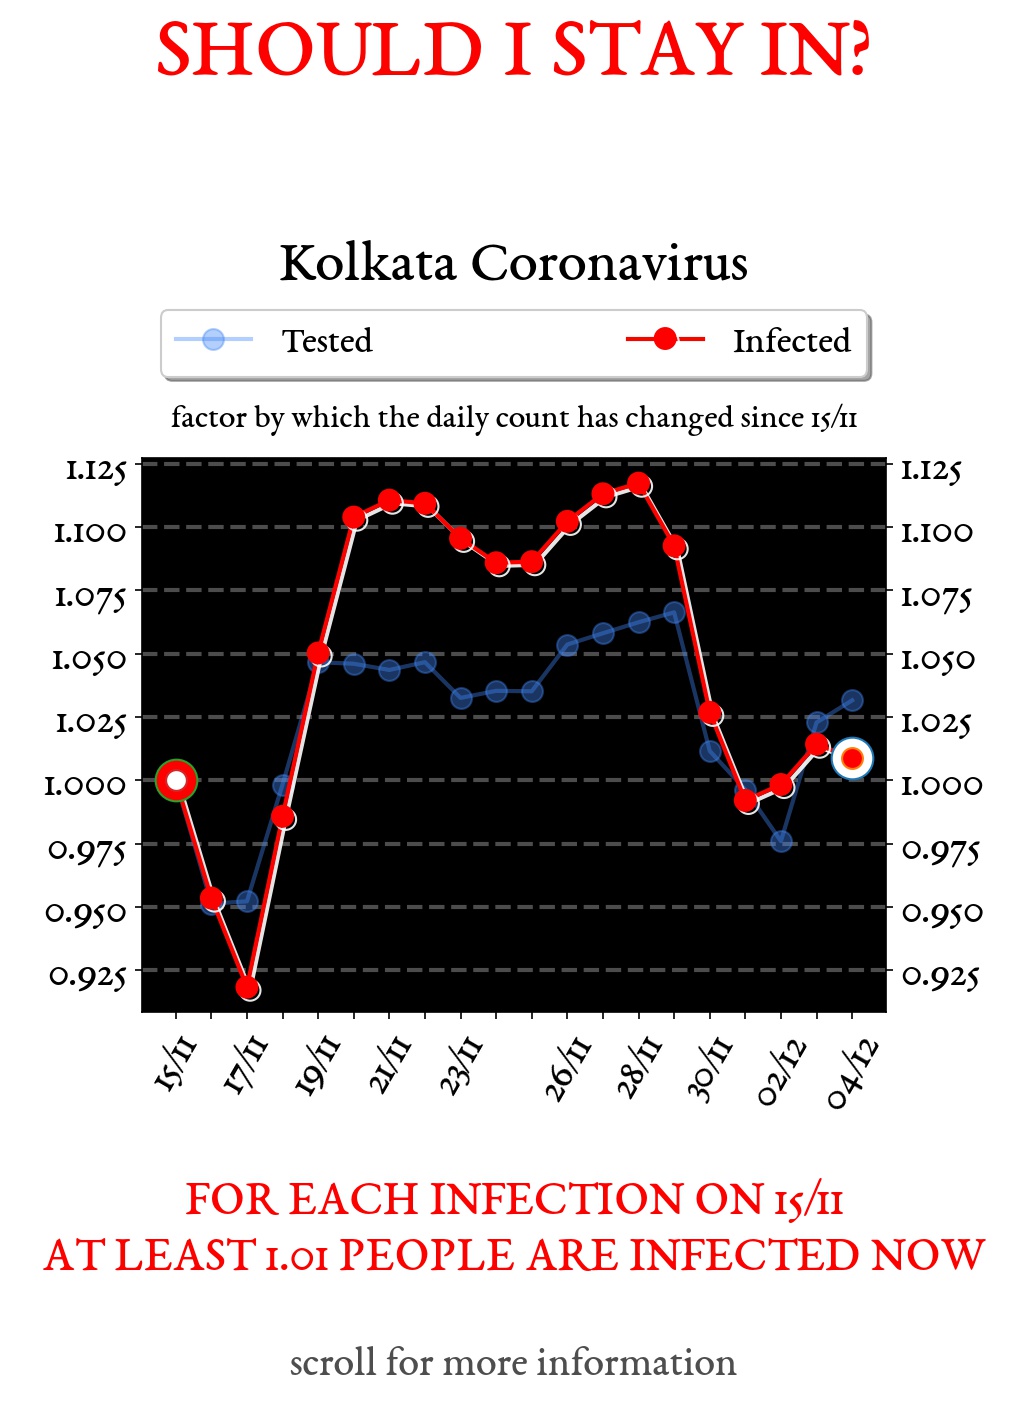 SHOULD I STAY IN?
Kolkata Coronavirus
Tested Infected
factor by which the daily count has changed since 15/11
1.125 1.125
1.100 1.100
1.075 1.075
1.050 1.050
1.025 1.025
1.000 1.000
0.975 0.975
0.950 0.950
0.925 0.925
15/11 17/11 19/11 21/11 23/11 26/11 28/11 30/11 02/12 04/12
FOR EACH INFECTION ON 15/11
AT LEAST 1.01 PEOPLE ARE INFECTED NOW
scroll for more information